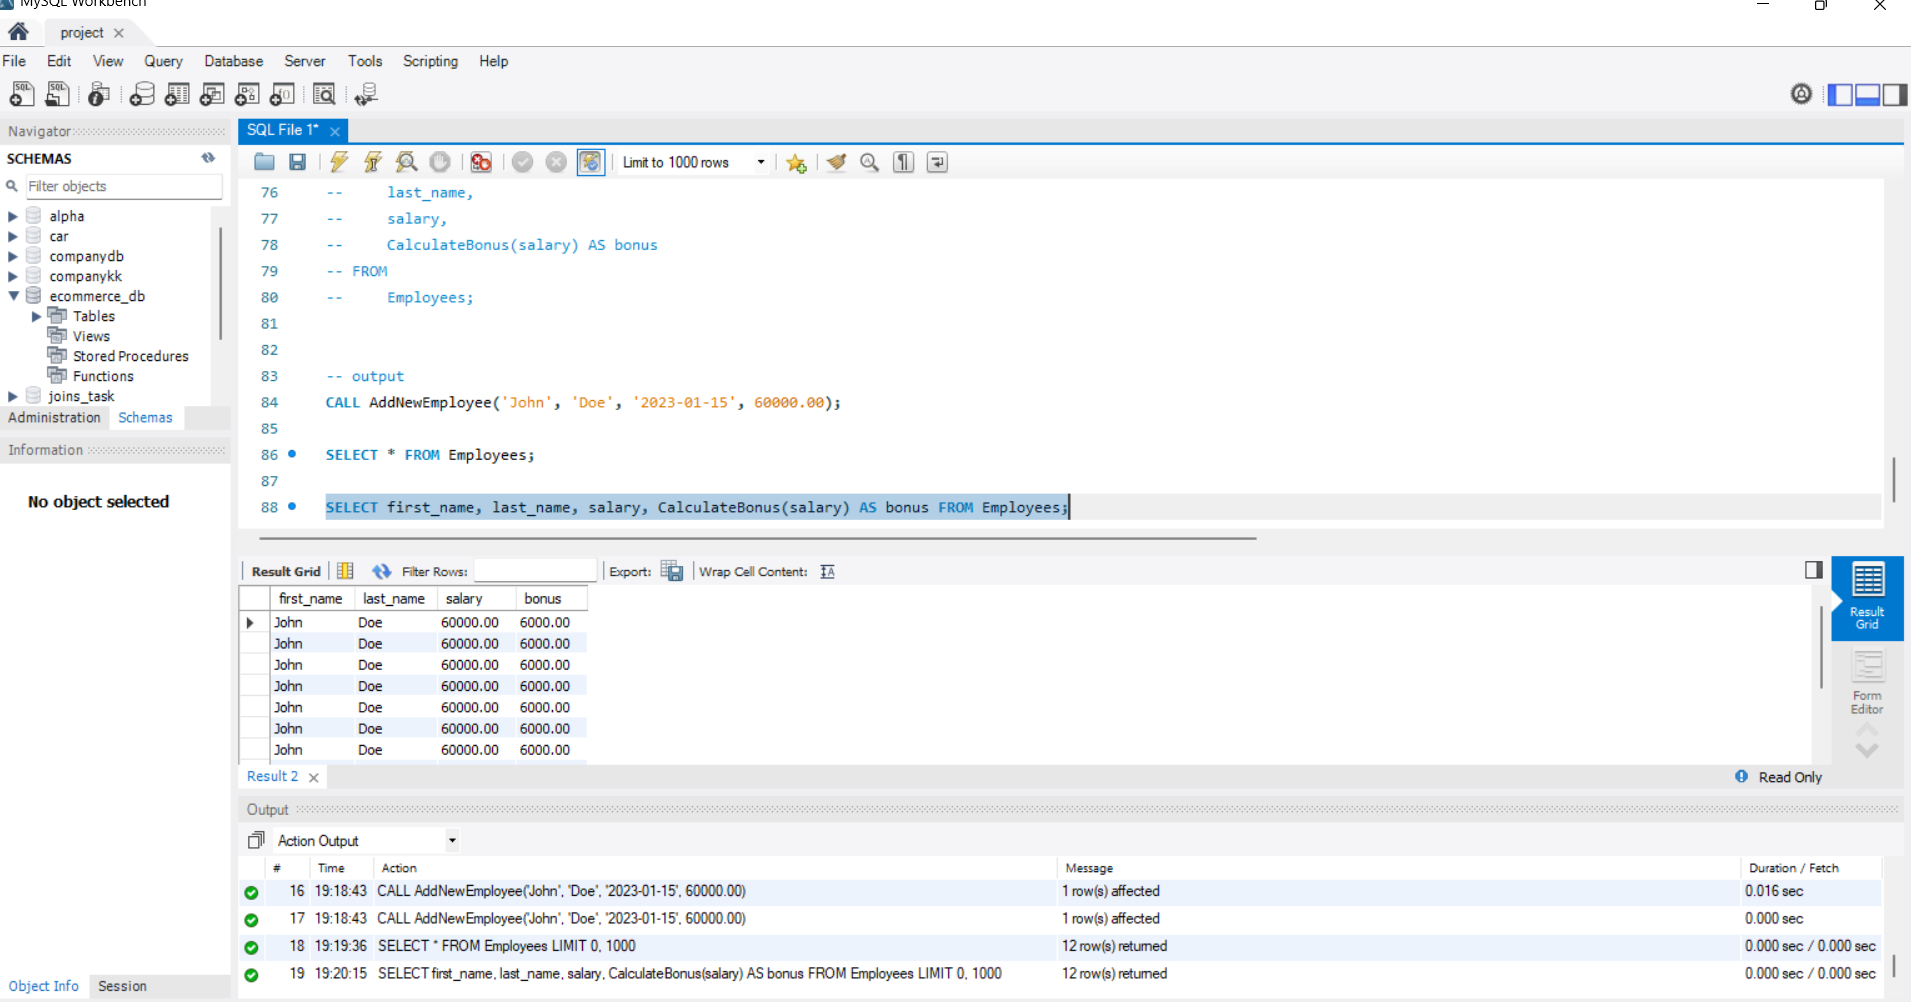 MySQL Workbench
project
File Edit View Query Database Server Tools Scripting Help
Navigator
SCHEMAS
Filter objects
alpha
car
companydb
companykk
ecommerce_db
Tables
Views
Stored Procedures
Functions
joins_task
Administration Schemas
Information
No object selected
Object Info Session
SQL File 1*
Limit to 1000 rows
76 -- last_name,
77 -- salary,
78 -- CalculateBonus(salary) AS bonus
79 -- FROM
80 -- Employees;
81
82
83 -- output
84 CALL AddNewEmployee('John', 'Doe', '2023-01-15', 60000.00);
85
86 SELECT * FROM Employees;
87
88 SELECT first_name, last_name, salary, CalculateBonus(salary) AS bonus FROM Employees;
Result Grid Filter Rows: Export: Wrap Cell Content:
first_name last_name salary bonus
John Doe 60000.00 6000.00
John Doe 60000.00 6000.00
John Doe 60000.00 6000.00
John Doe 60000.00 6000.00
John Doe 60000.00 6000.00
John Doe 60000.00 6000.00
John Doe 60000.00 6000.00
Result
Grid
Form
Editor
Result 2 Read Only
Output
Action Output
# Time Action Message Duration / Fetch
16 19:18:43 CALL AddNewEmployee('John', 'Doe', '2023-01-15', 60000.00) 1 row(s) affected 0.016 sec
17 19:18:43 CALL AddNewEmployee('John', 'Doe', '2023-01-15', 60000.00) 1 row(s) affected 0.000 sec
18 19:19:36 SELECT * FROM Employees LIMIT 0, 1000 12 row(s) returned 0.000 sec / 0.000 sec
19 19:20:15 SELECT first_name, last_name, salary, CalculateBonus(salary) AS bonus FROM Employees LIMIT 0, 1000 12 row(s) returned 0.000 sec / 0.000 sec